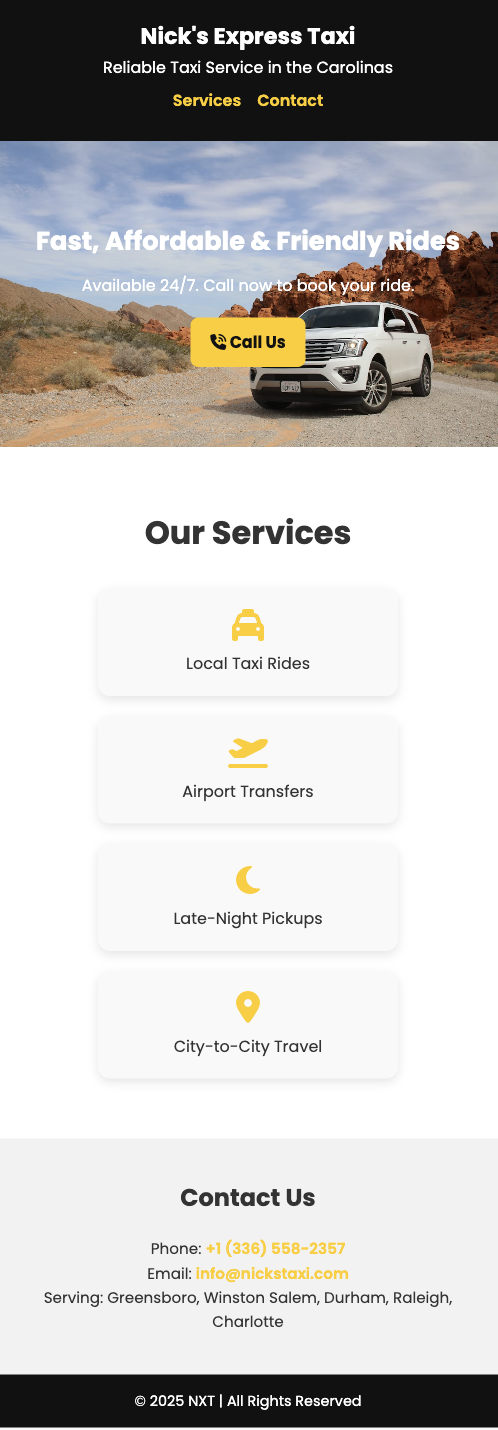 Nick's Express Taxi
Reliable Taxi Service in the Carolinas
Services Contact
Fast, Affordable & Friendly Rides
Available 24/7. Call now to book your ride.
Call Us
Our Services
Local Taxi Rides
Airport Transfers
Late-Night Pickups
City-to-City Travel
Contact Us
Phone: +1 (336) 558-2357
Email: info@nickstaxi.com
Serving: Greensboro, Winston Salem, Durham, Raleigh,
Charlotte
© 2025 NXT | All Rights Reserved